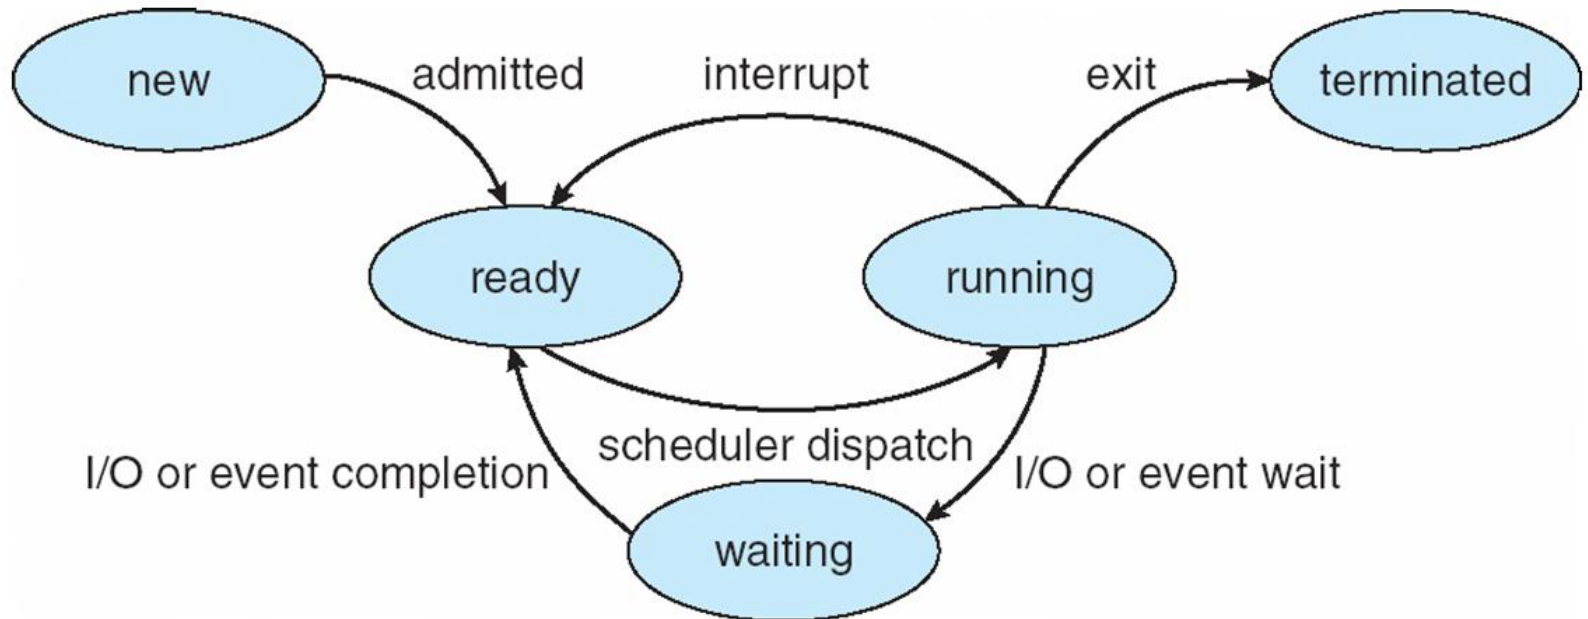 new
admitted
interrupt
exit
terminated
ready
running
scheduler dispatch
I/O or event completion
I/O or event wait
waiting